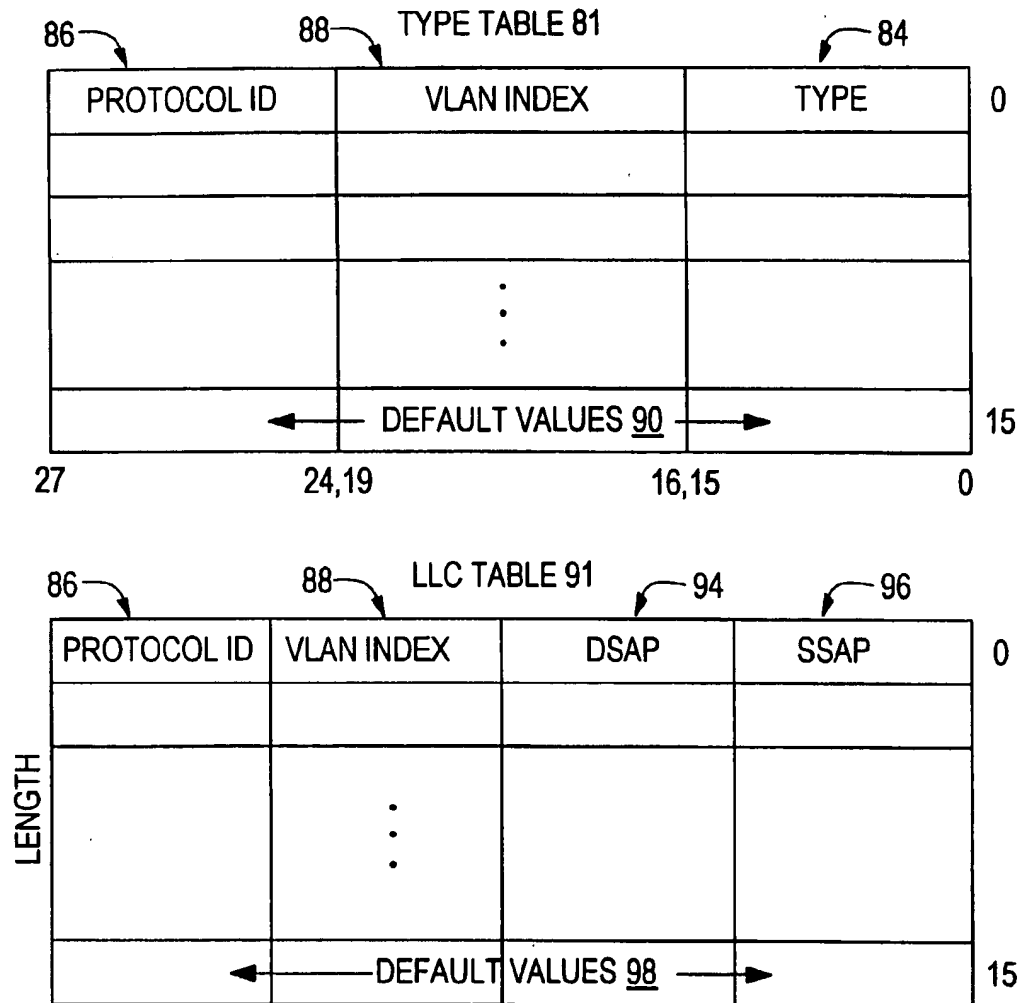 TYPE TABLE 81
86 88 84
PROTOCOL ID VLAN INDEX TYPE 0
DEFAULT VALUES 90 15
27 24,19 16,15 0
LLC TABLE 91
86 88 94 96
PROTOCOL ID VLAN INDEX DSAP SSAP 0
LENGTH
DEFAULT VALUES 98 15